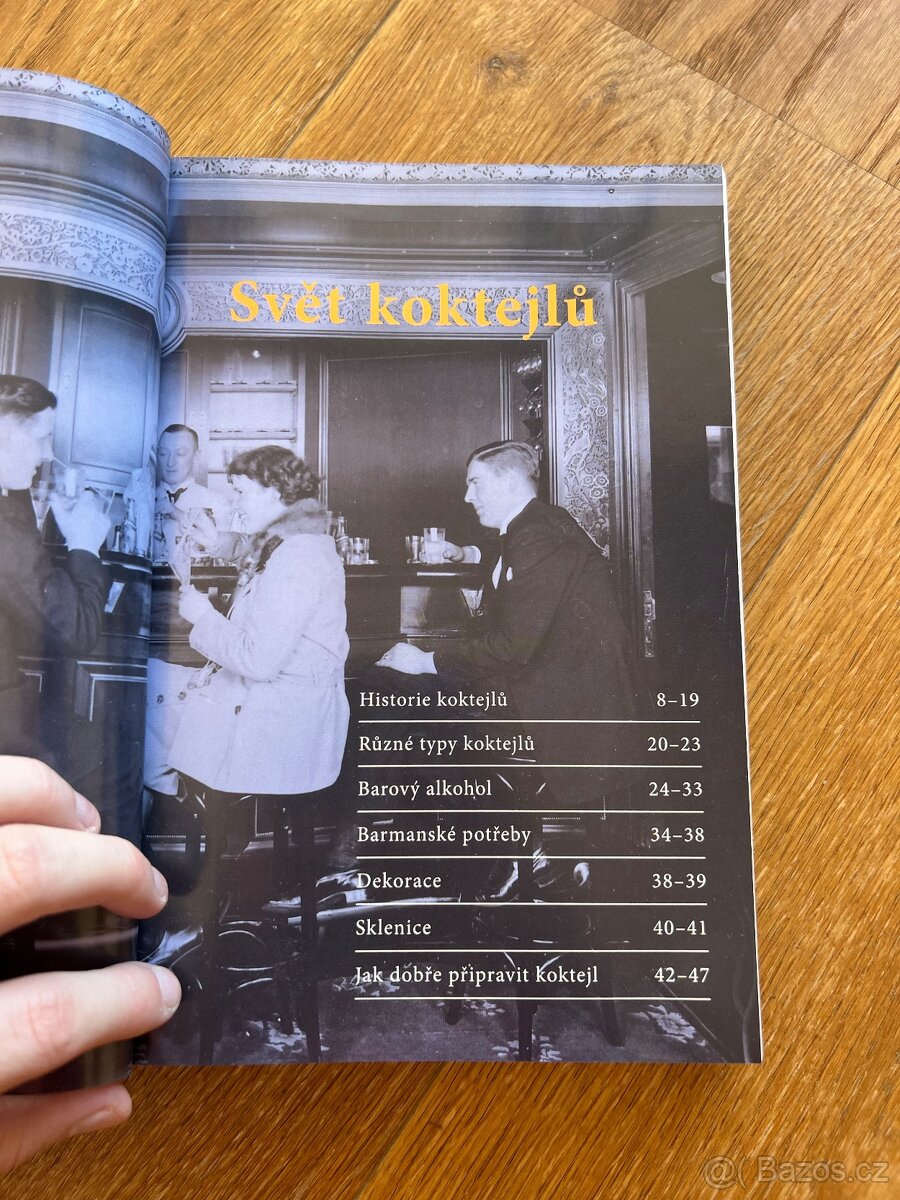 Svět koktejlů
Historie koktejlů 8–19
Různé typy koktejlů 20–23
Barový alkohol 24–33
Barmanské potřeby 34–38
Dekorace 38–39
Sklenice 40–41
Jak dobře připravit koktejl 42–47
@( Bazoš.cz